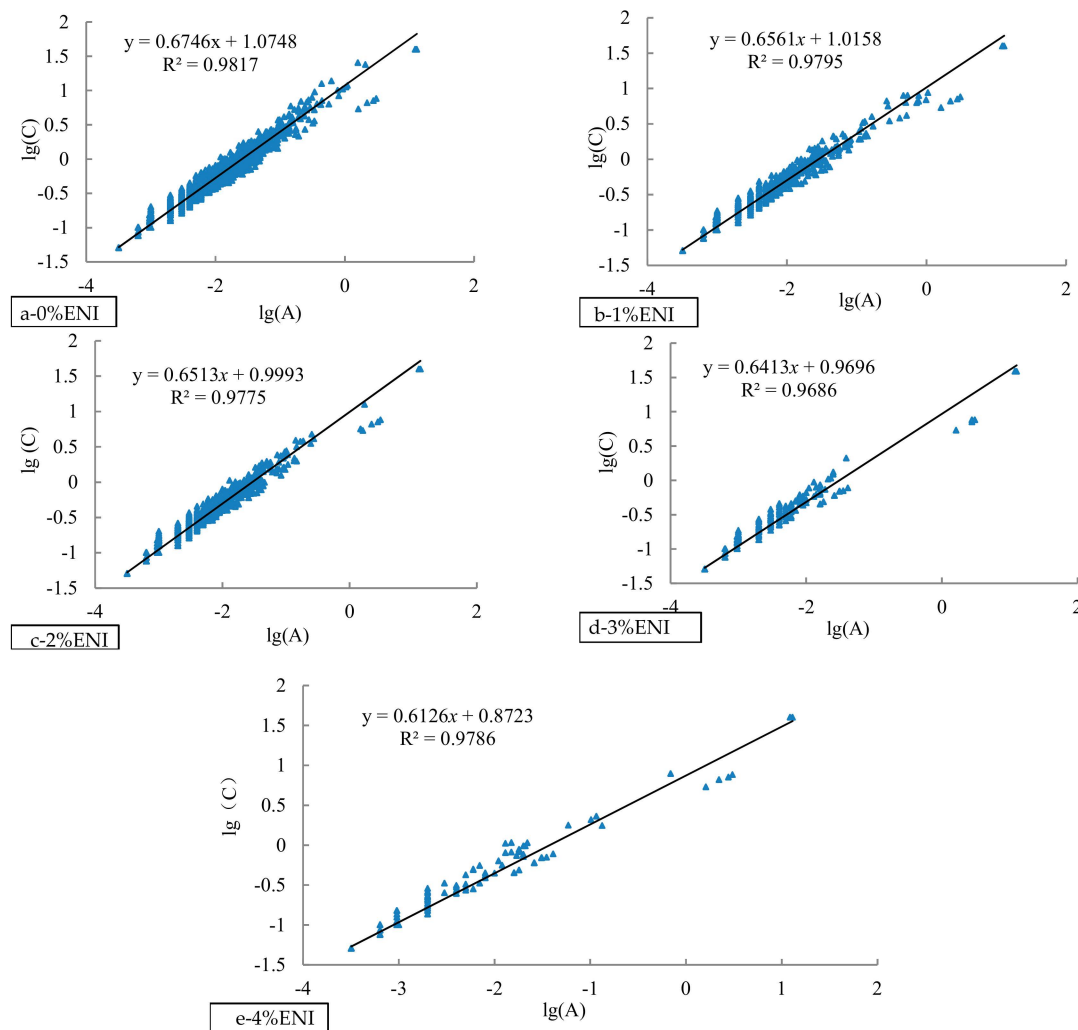 2
1.5
1
0.5
0
-0.5
-1
-1.5
-4
-2
0
2
y = 0.6746x + 1.0748
R² = 0.9817
lg(C)
lg(A)
a-0%ENI
2
1.5
1
0.5
0
-0.5
-1
-1.5
-4
-2
0
2
y = 0.6561x + 1.0158
R² = 0.9795
lg(C)
lg(A)
b-1%ENI
2
1.5
1
0.5
0
-0.5
-1
-1.5
-4
-2
0
2
y = 0.6513x + 0.9993
R² = 0.9775
lg (C)
lg(A)
c-2%ENI
2
1.5
1
0.5
0
-0.5
-1
-1.5
-4
-2
0
2
y = 0.6413x + 0.9696
R² = 0.9686
lg(C)
lg(A)
d-3%ENI
2
1.5
1
0.5
0
-0.5
-1
-1.5
-4
-3
-2
-1
0
1
2
y = 0.6126x + 0.8723
R² = 0.9786
lg（C）
lg(A)
e-4%ENI